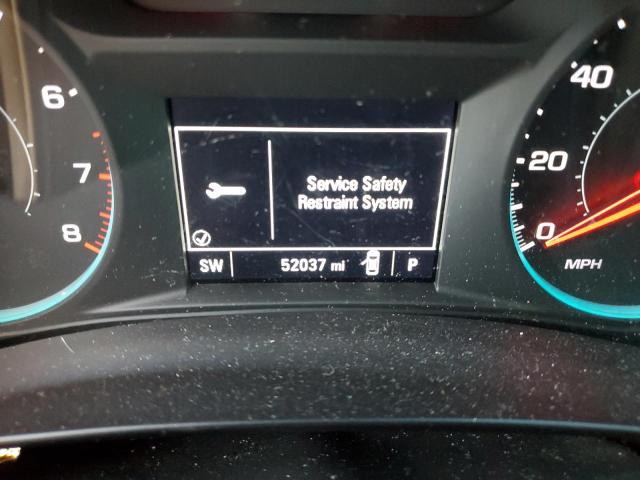 6
7
8
Service Safety
Restraint System
SW 52037 mi P
40
20
0
MPH